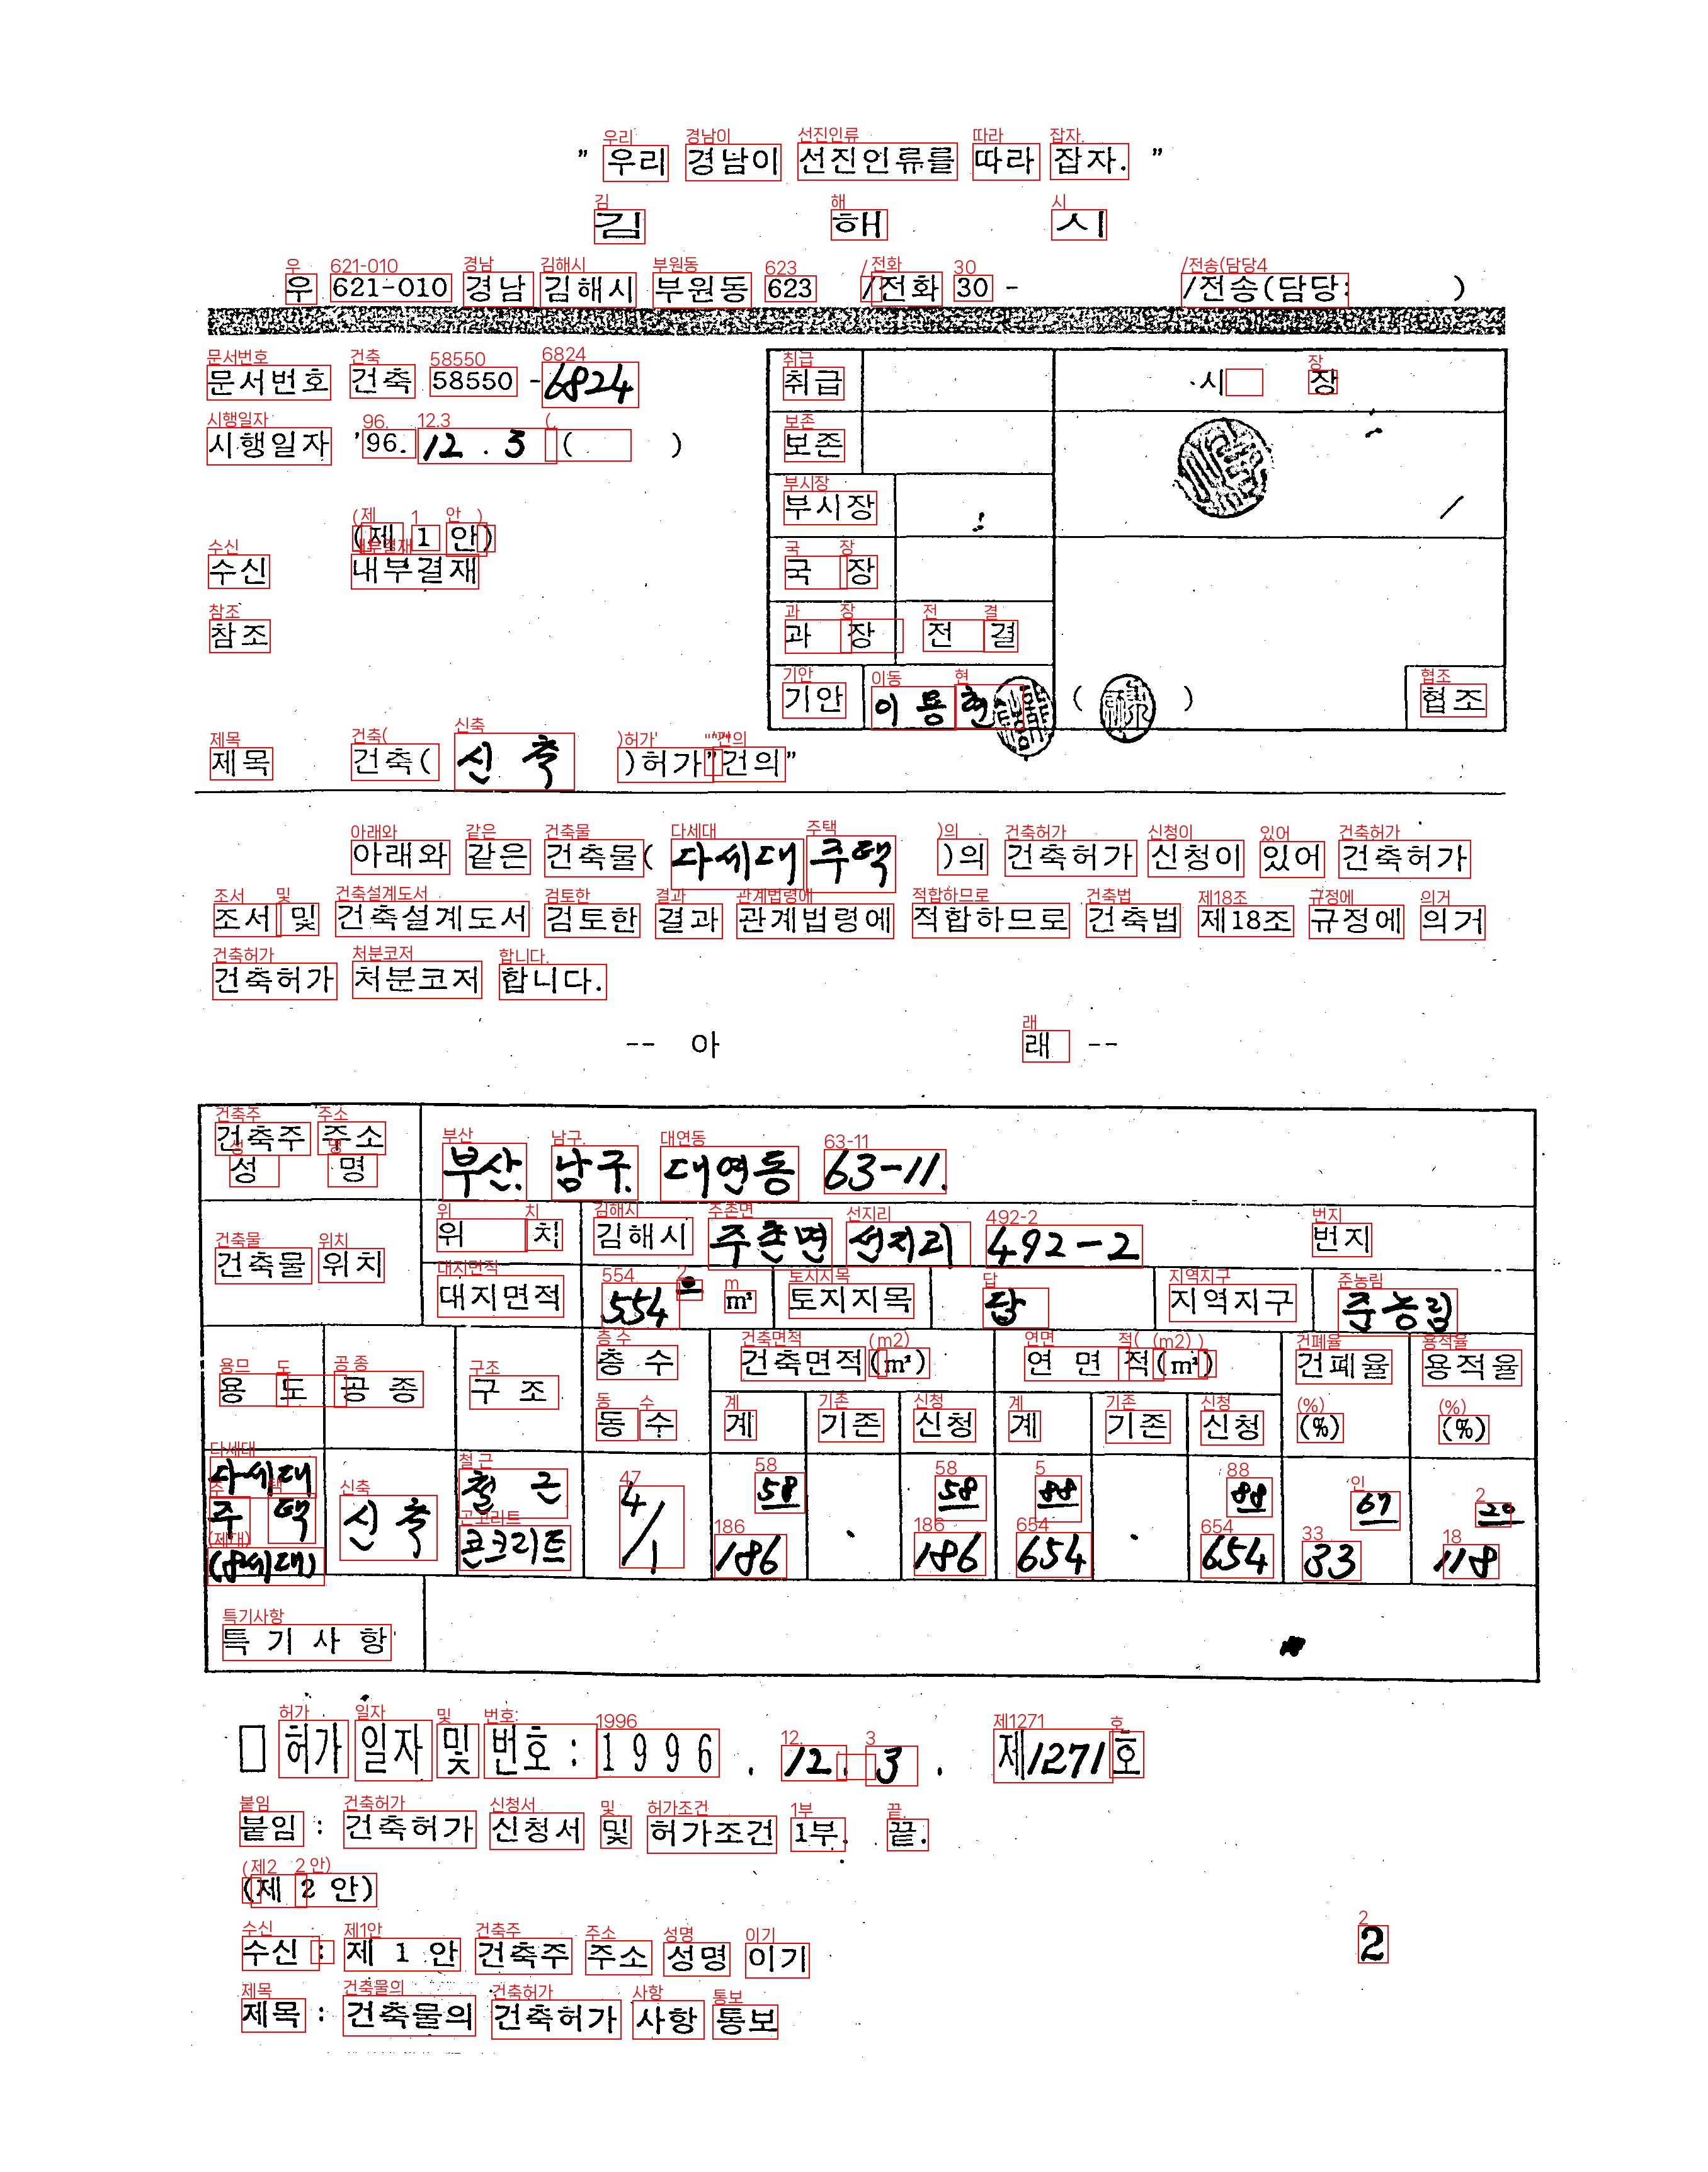 " 우리 경남이 선진인류를 따라 잡자. "
김 해 시
우 621-010 경남 김해시 부원동 623 /전화 30 - /전송(담당: )
문서번호 건축 58550 - 6824
시행일자 '96. 12 . 3 ( )
(제 1 안)
수신 내부결재
참조
취급 시 장
보존
부시장
국 장
과 장 전 결
기안 이용현 ( ) 협조
제목 건축( 신축 )허가"건의"
아래와 같은 건축물( 다세대 주택 )의 건축허가 신청이 있어 건축허가
조서 및 건축설계도서 검토한 결과 관계법령에 적합하므로 건축법 제18조 규정에 의거
건축허가 처분코저 합니다.
-- 아 래 --
건축주 주소 성 명 부산. 남구. 대연동 63-11.
건축물 위치 위 치 김해시 주촌면 선지리 492-2 번지
대지면적 554 m² 토지지목 답 지역지구 준농림
용 도 공 종 구 조 층 수 동 수 건축면적(m²) 연 면 적(m²) 건폐율 (%) 용적율 (%)
계 기존 신청 계 기존 신청
다세대 주택 (8세대) 신축 철근 콘크리트 4/1 186.58 . 186.58 654.88 . 654.88 33.67 118.20
특 기 사 항
□ 허가 일자 및 번호 : 1996 . 12 . 3 . 제1271호
붙임 : 건축허가 신청서 및 허가조건 1부. 끝.
(제 2 안)
수신 : 제 1 안 건축주 주소 성명 이기
제목 : 건축물의 건축허가 사항 통보
2